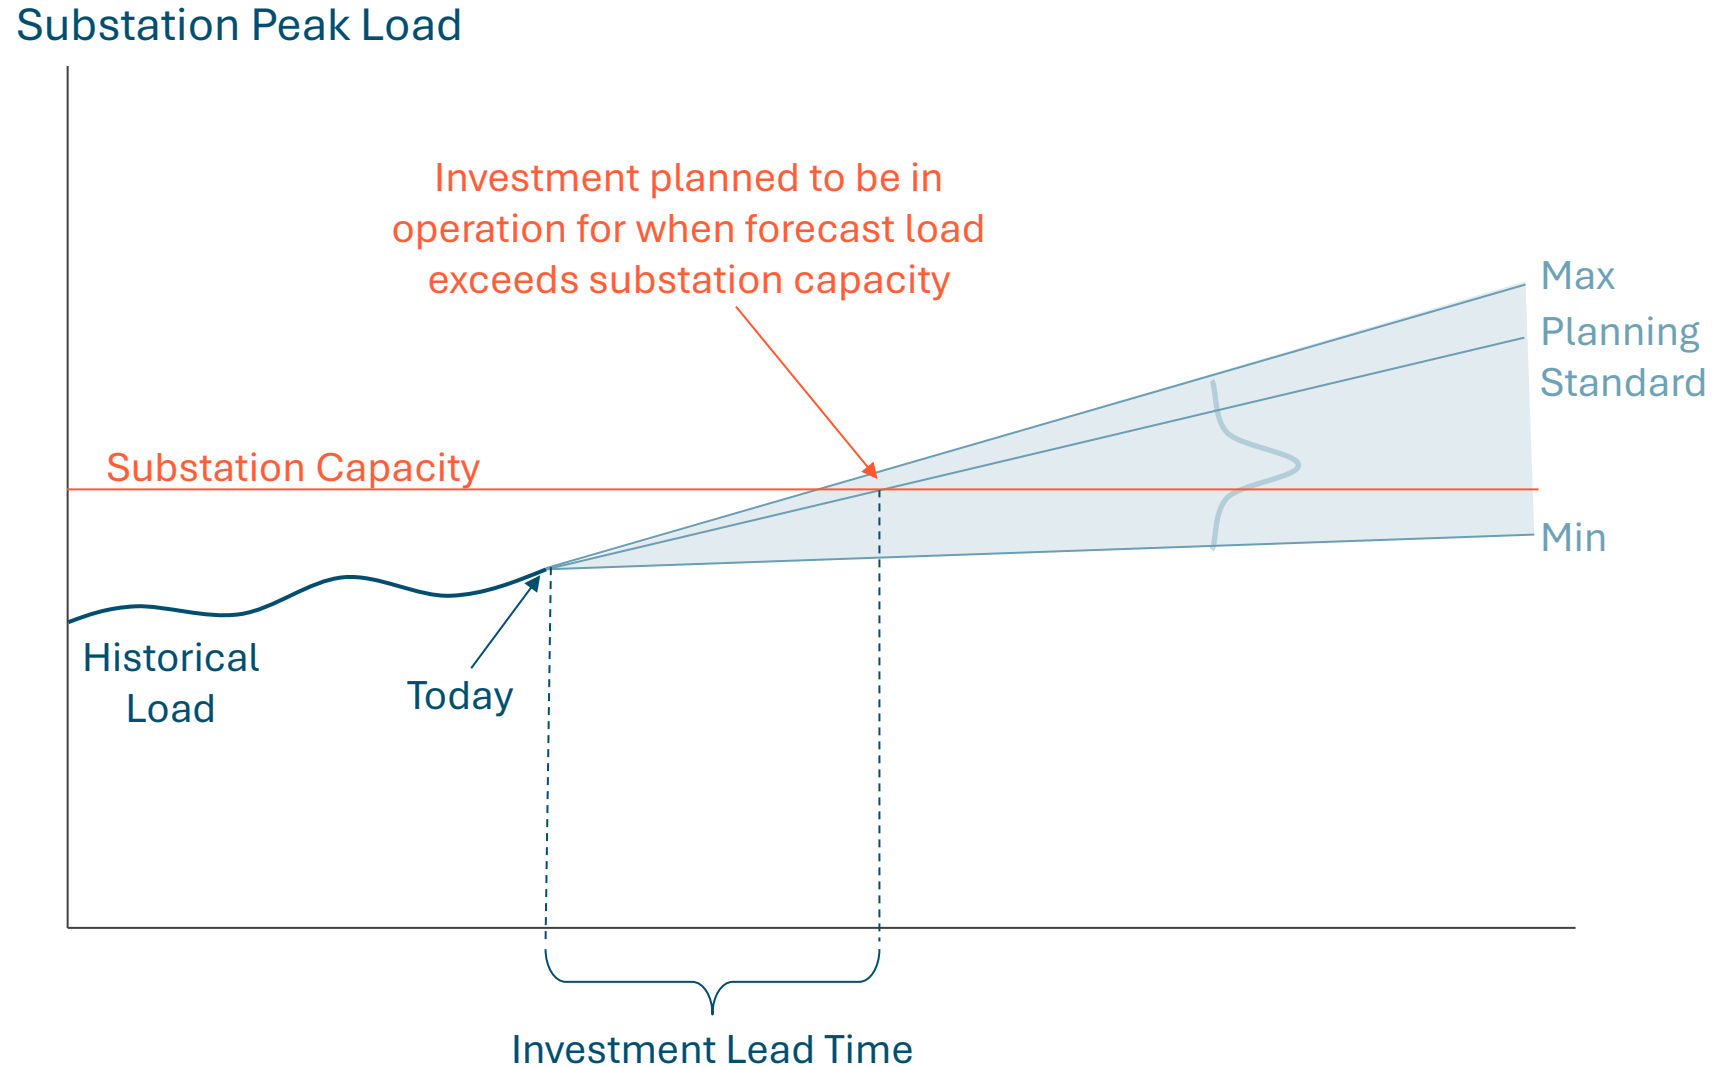 Substation Peak Load
Investment planned to be in
operation for when forecast load
exceeds substation capacity
Max
Planning
Standard
Substation Capacity
Min
Historical
Load
Today
Investment Lead Time